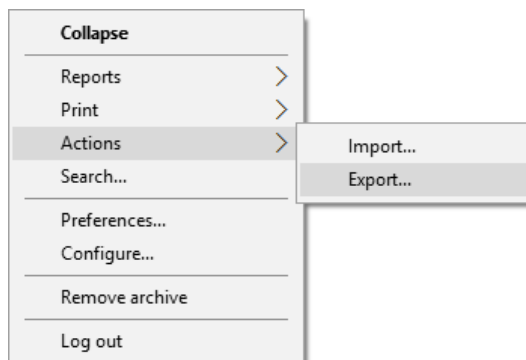 Collapse
Reports
Print
Actions
Import...
Search...
Export...
Preferences...
Configure...
Remove archive
Log out